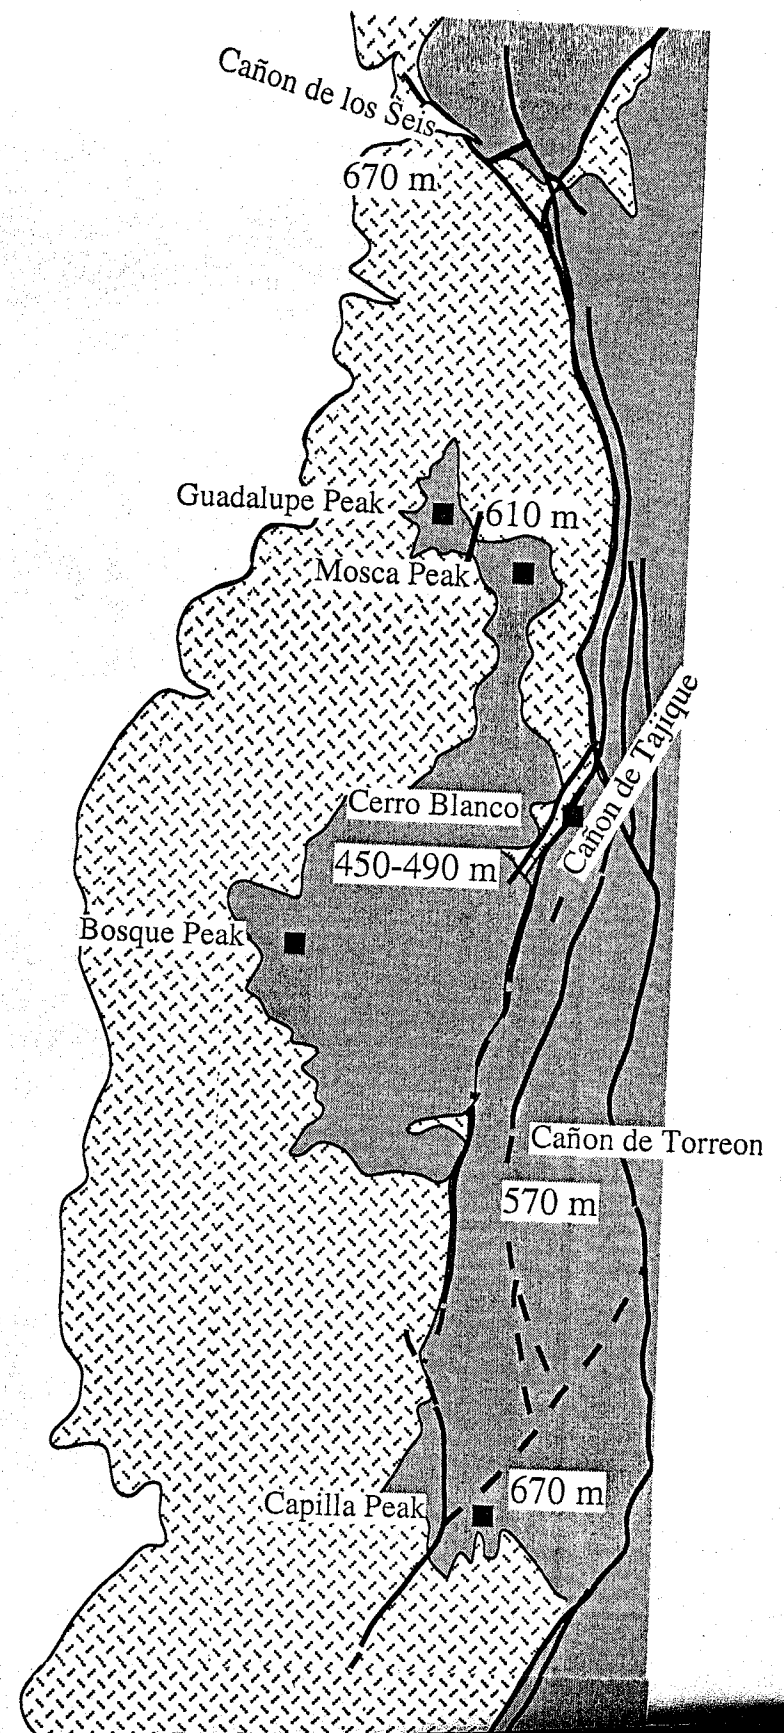 Cañon de los Seis
670 m
Guadalupe Peak
610 m
Mosca Peak
Cañon de Tajique
Cerro Blanco
450-490 m
Bosque Peak
Cañon de Torreon
570 m
670 m
Capilla Peak